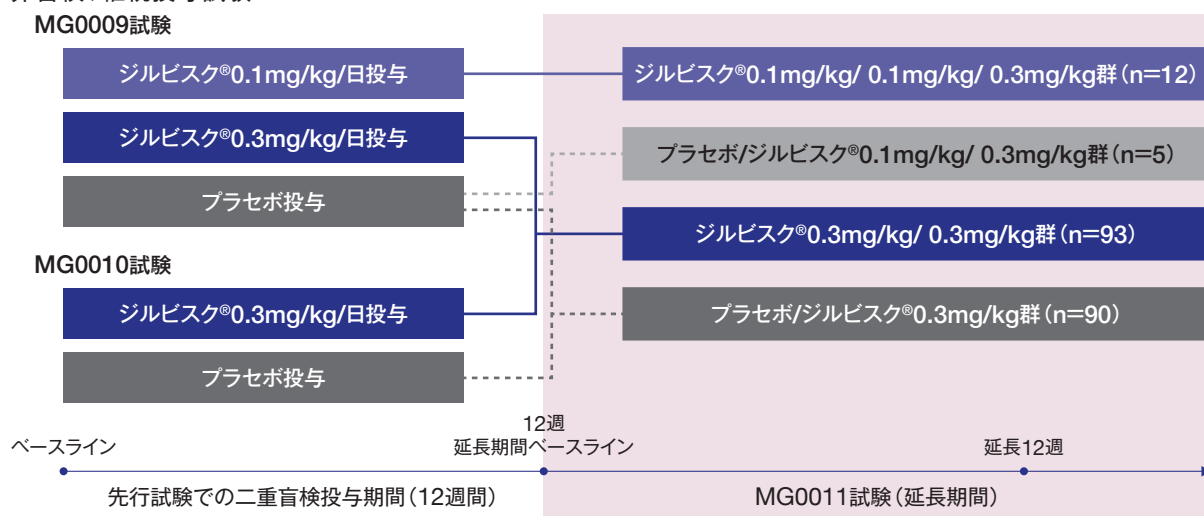 MG0009試験
ジルビスク®0.1mg/kg/日投与
ジルビスク®0.3mg/kg/日投与
プラセボ投与
MG0010試験
ジルビスク®0.3mg/kg/日投与
プラセボ投与
ジルビスク®0.1mg/kg/ 0.1mg/kg/ 0.3mg/kg群（n=12）
プラセボ/ジルビスク®0.1mg/kg/ 0.3mg/kg群（n=5）
ジルビスク®0.3mg/kg/ 0.3mg/kg群（n=93）
プラセボ/ジルビスク®0.3mg/kg群（n=90）
ベースライン
12週
延長期間ベースライン
延長12週
先行試験での二重盲検投与期間（12週間）
MG0011試験（延長期間）